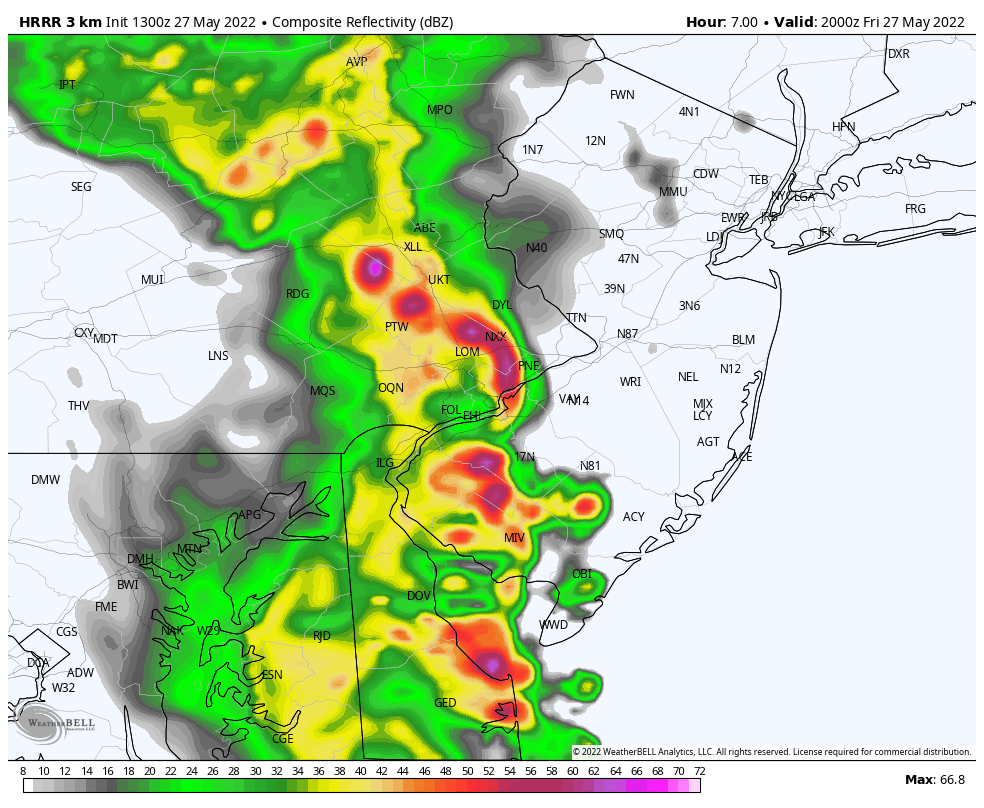 HRRR 3 km Init 1300z 27 May 2022 • Composite Reflectivity (dBZ)
Hour: 7.00 • Valid: 2000z Fri 27 May 2022
DXR
AVP
IPT
FWN
MPO
4N1
HPN
12N
1N7
CDW
TEB
SEG
MMU
NYC LGA
FRG
EWR JRB
ABE
JFK
SMQ
LDJ
XLL
N40
47N
MUI
UKT
39N
RDG
DYL
3N6
TTN
PTW
CXY
MDT
NXX
N87
BLM
LOM
LNS
PNE
N12
NEL
WRI
OQN
MQS
VAY
N14
MJX
THV
FOL
PHL
LCY
AGT
17N
ACE
ILG
N81
DMW
APG
ACY
MIV
MTN
DMH
OBI
BWI
DOV
FME
WWD
CGS
NAK
W29
RJD
DCA
ADW
ESN
W32
GED
WEATHERBELL
ANALYTICS LLC
CGE
© 2022 WeatherBELL Analytics, LLC. All rights reserved. License required for commercial distribution.
8 10 12 14 16 18 20 22 24 26 28 30 32 34 36 38 40 42 44 46 48 50 52 54 56 58 60 62 64 66 68 70 72
Max: 66.8